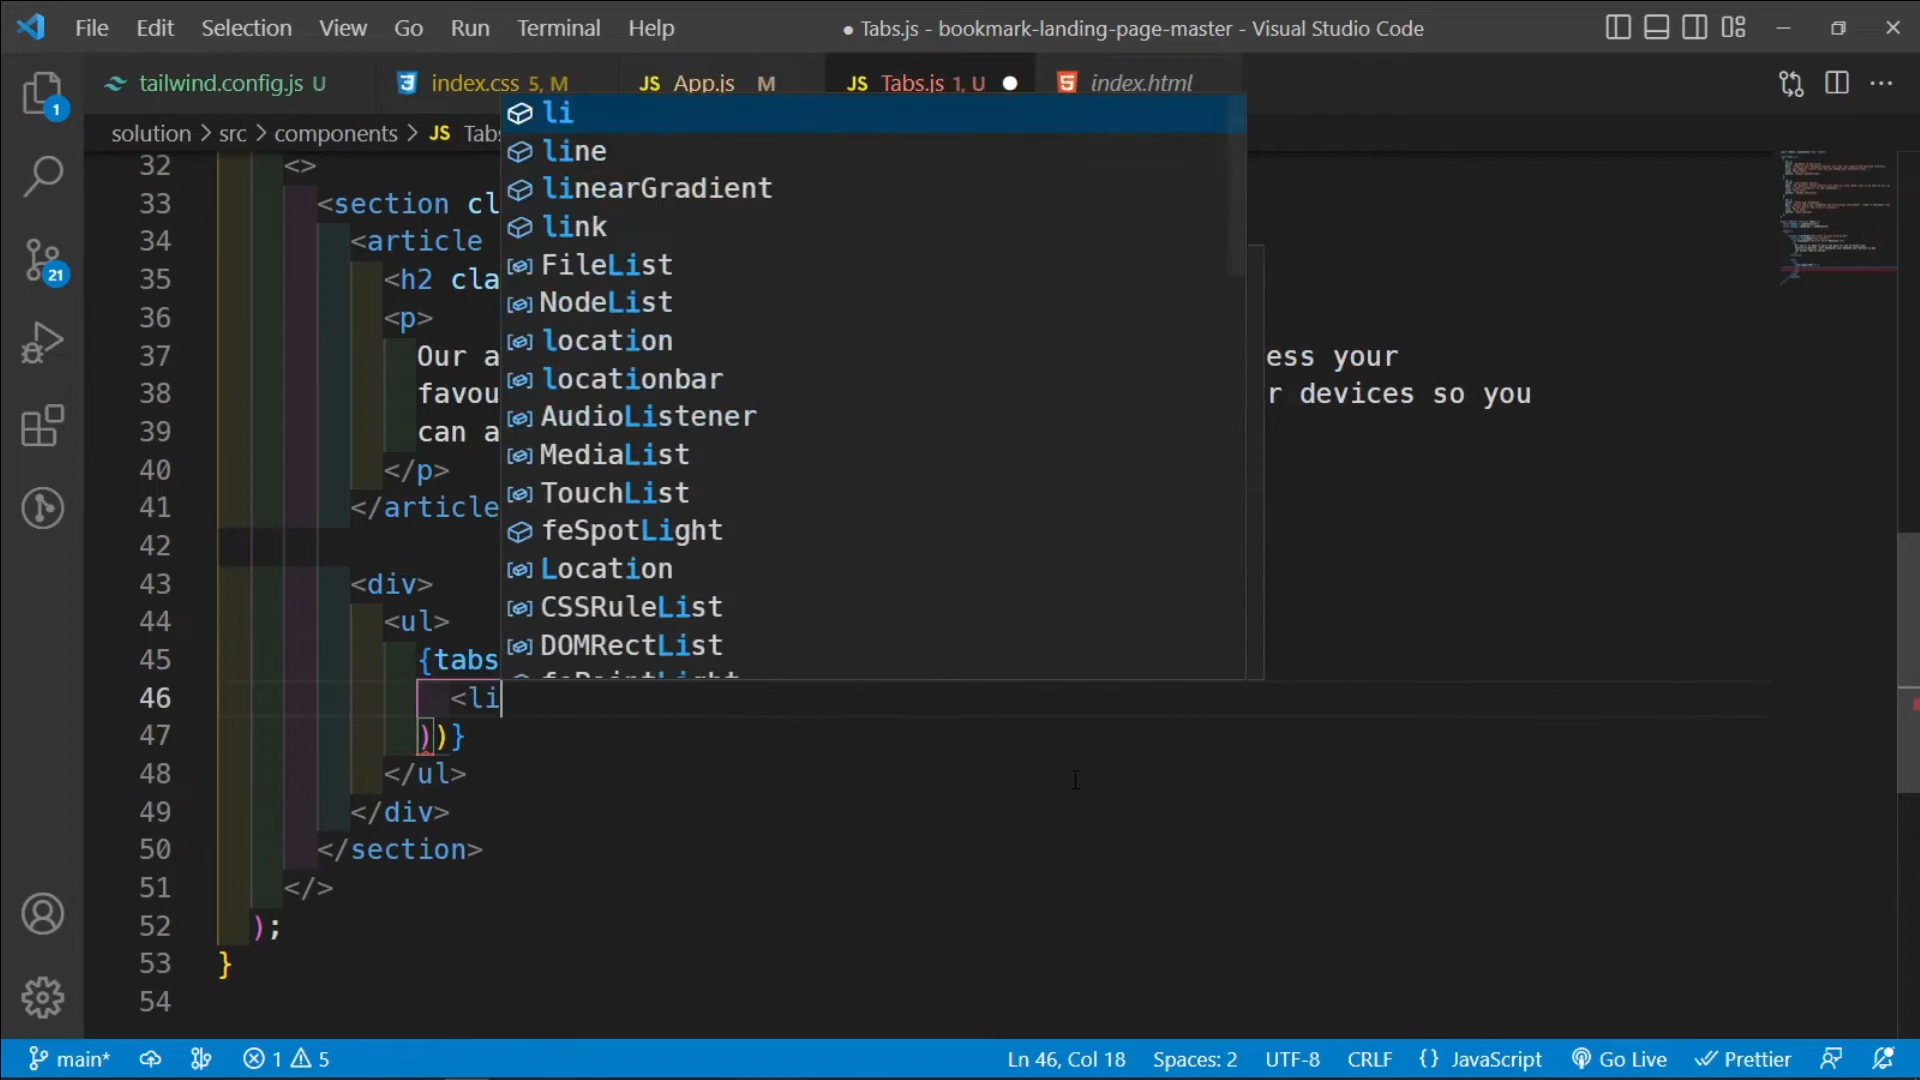 File Edit Selection View Go Run Terminal Help
● Tabs.js - bookmark-landing-page-master - Visual Studio Code
tailwind.config.js U
index.css 5, M
JS App.js M
JS Tabs.js 1, U
index.html
solution > src > components > JS Tabs
1
21
li
line
linearGradient
link
FileList
NodeList
location
locationbar
AudioListener
MediaList
TouchList
feSpotLight
Location
CSSRuleList
DOMRectList
32 <>
33 <section cl
34 <article
35 <h2 cla
36 <p>
37 Our a ess your
38 favou r devices so you
39 can a
40 </p>
41 </article
42
43 <div>
44 <ul>
45 {tabs
46 <li
47 ))}
48 </ul>
49 </div>
50 </section>
51 </>
52 );
53 }
54
main* 1 5 Ln 46, Col 18 Spaces: 2 UTF-8 CRLF {} JavaScript Go Live Prettier